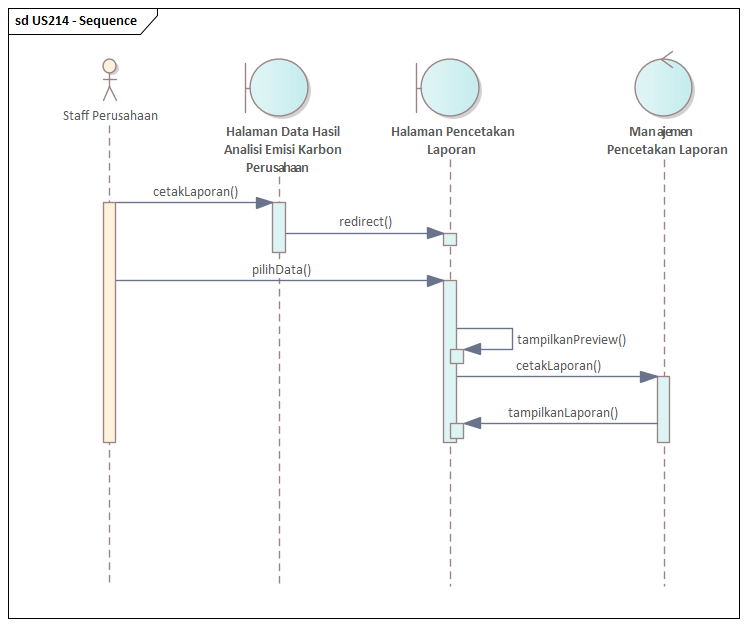 sd US214 - Sequence
Staff Perusahaan
Halaman Data Hasil
Analisi Emisi Karbon
Perusahaan
Halaman Pencetakan
Laporan
Manajemen
Pencetakan Laporan
cetakLaporan()
redirect()
pilihData()
tampilkanPreview()
cetakLaporan()
tampilkanLaporan()